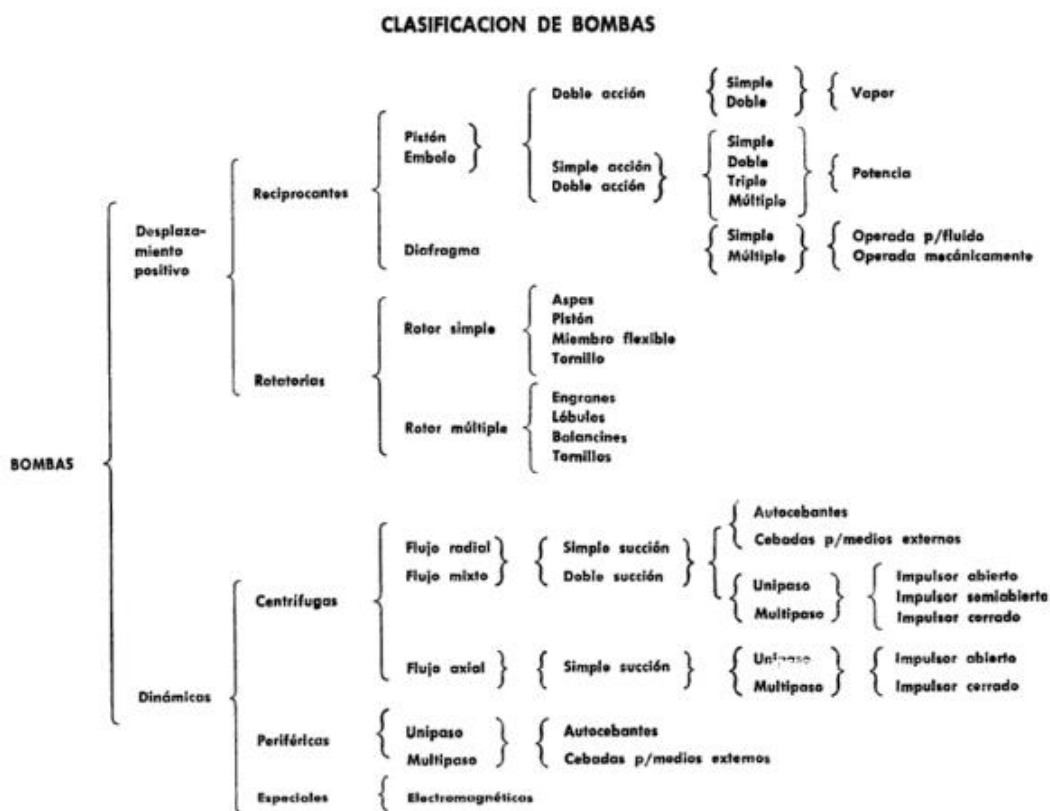 CLASIFICACION DE BOMBAS
BOMBAS
Desplaza-
miento
positivo
Reciprocantes
Pistón
Embolo
Doble acción
Simple
Doble
Vapor
Simple acción
Doble acción
Simple
Doble
Triple
Múltiple
Potencia
Diafragma
Simple
Múltiple
Operada p/fluído
Operada mecánicamente
Rotatorias
Rotor simple
Aspas
Pistón
Miembro flexible
Tornillo
Rotor múltiple
Engranes
Lóbulos
Balancines
Tornillos
Dinámicas
Centrífugas
Flujo radial
Flujo mixto
Simple succión
Doble succión
Autocebantes
Cebadas p/medios externos
Unipaso
Multipaso
Impulsor abierto
Impulsor semiabierto
Impulsor cerrado
Flujo axial
Simple succión
Unipaso
Multipaso
Impulsor abierto
Impulsor cerrado
Periféricas
Unipaso
Multipaso
Autocebantes
Cebadas p/medios externos
Especiales
Electromagnéticos